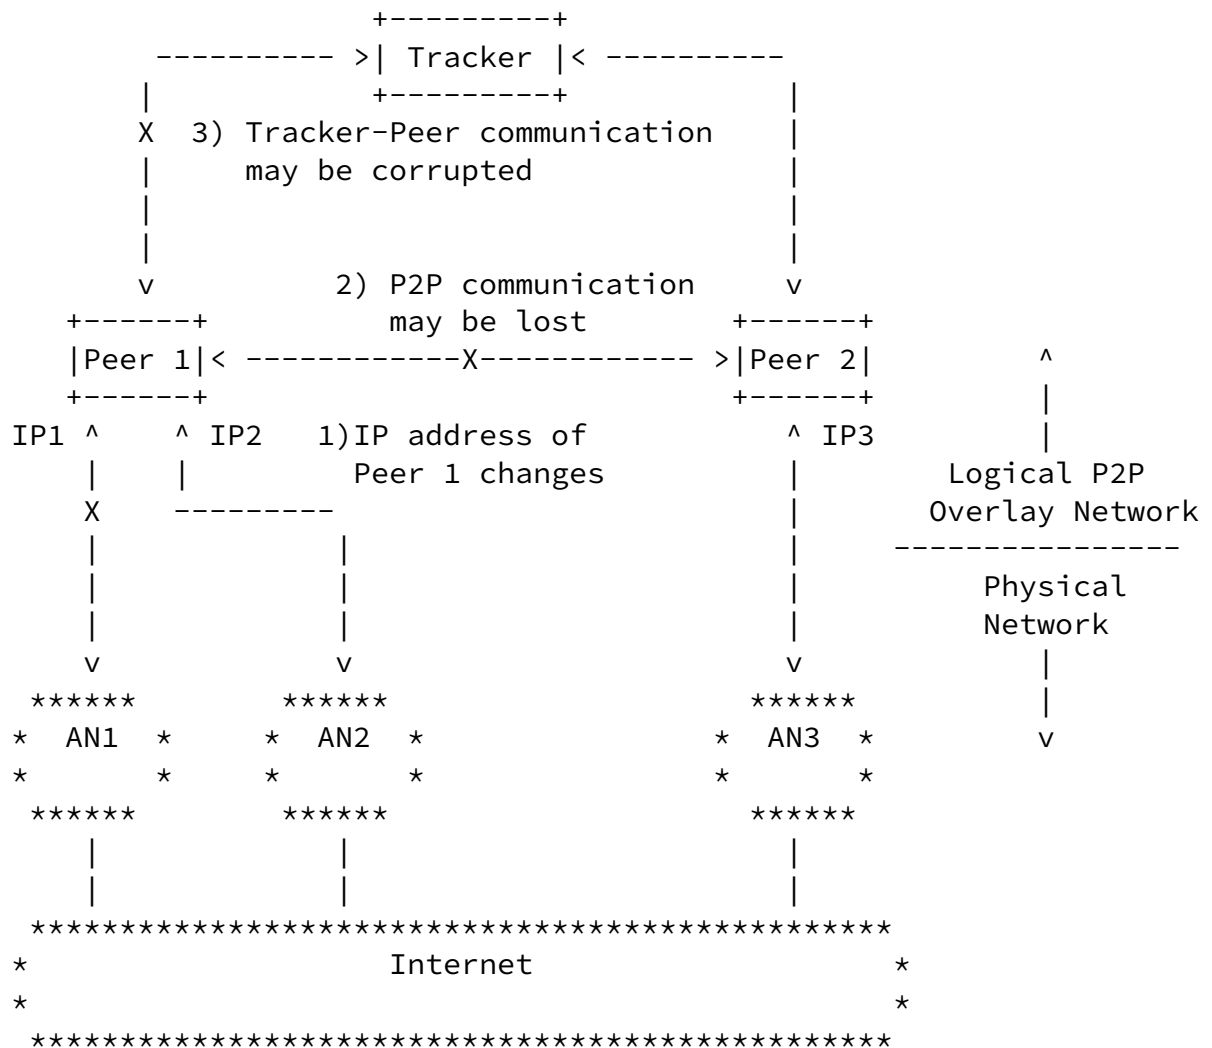 Tracker
3) Tracker-Peer communication
may be corrupted
2) P2P communication
may be lost
Peer 1 Peer 2
IP1 IP2 1)IP address of IP3
Peer 1 changes Logical P2P
Overlay Network
Physical
Network
AN1 AN2 AN3
Internet